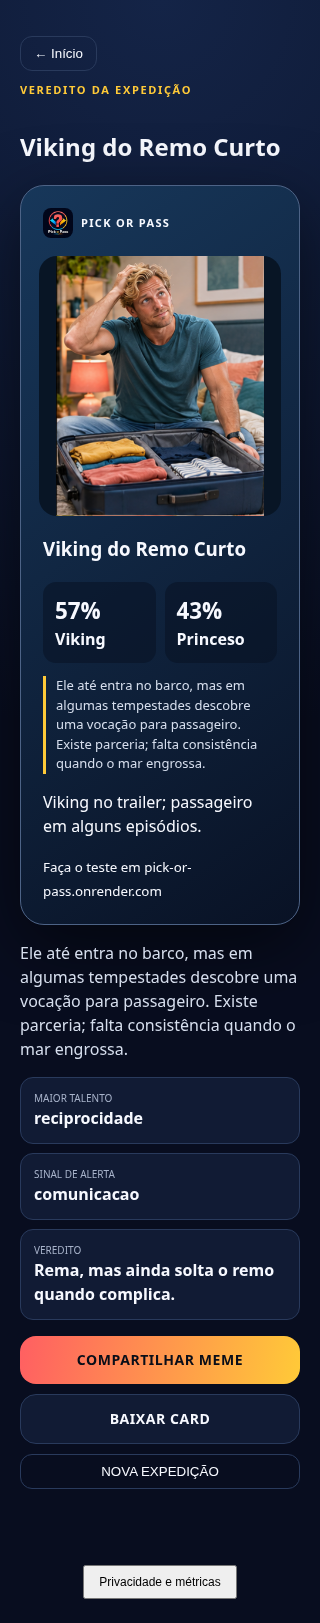 ← Início
VEREDITO DA EXPEDIÇÃO
Viking do Remo Curto
Pick or Pass
PICK OR PASS
Viking do Remo Curto
57%
Viking
43%
Princeso
Ele até entra no barco, mas em
algumas tempestades descobre
uma vocação para passageiro.
Existe parceria; falta consistência
quando o mar engrossa.
Viking no trailer; passageiro
em alguns episódios.
Faça o teste em pick-or-
pass.onrender.com
Ele até entra no barco, mas em
algumas tempestades descobre uma
vocação para passageiro. Existe
parceria; falta consistência quando o
mar engrossa.
MAIOR TALENTO
reciprocidade
SINAL DE ALERTA
comunicacao
VEREDITO
Rema, mas ainda solta o remo
quando complica.
COMPARTILHAR MEME
BAIXAR CARD
NOVA EXPEDIÇÃO
Privacidade e métricas